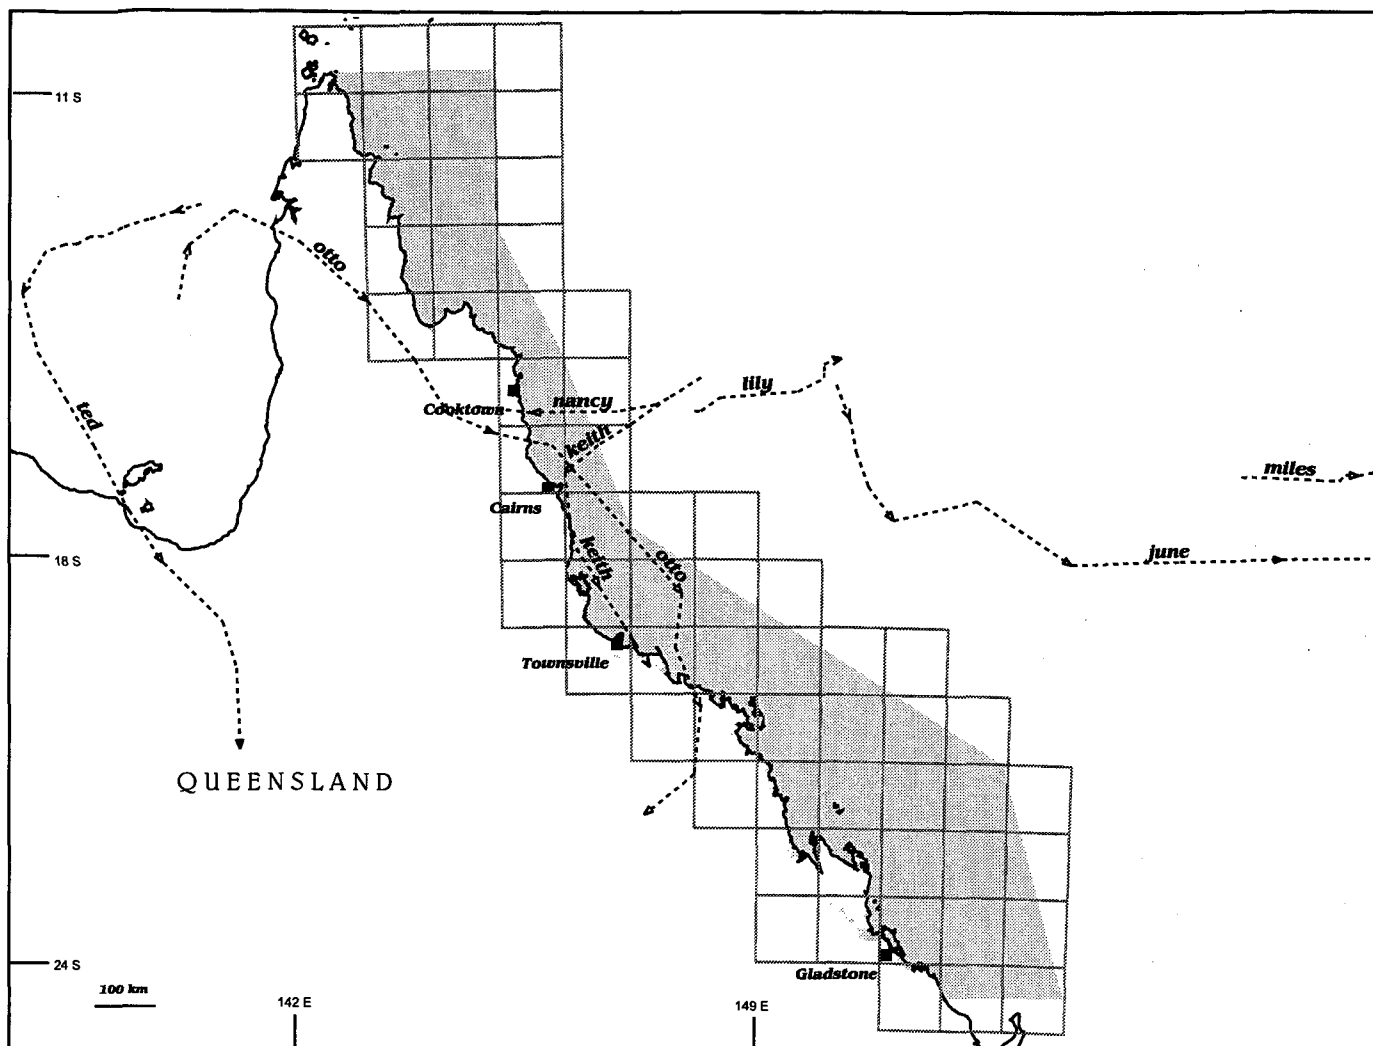 11 S
otto
lily
nancy
Cooktown
ted
keith
miles
Cairns
18 S
keith
otto
june
Townsville
QUEENSLAND
24 S
Gladstone
100 km
142 E
149 E